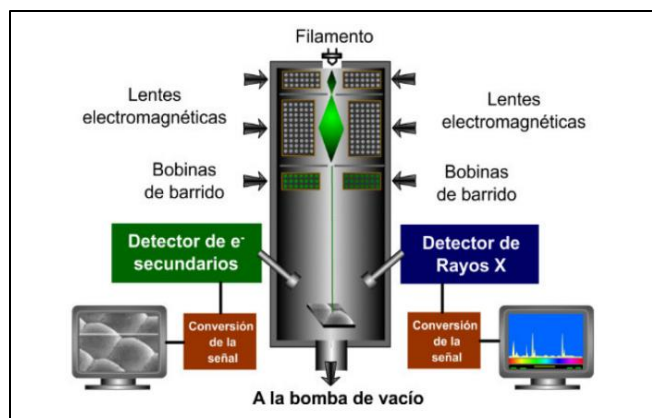 Filamento
Lentes
electromagnéticas
Lentes
electromagnéticas
Bobinas
de barrido
Bobinas
de barrido
Detector de e-
secundarios
Detector de
Rayos X
Conversión
de la
señal
Conversión
de la
señal
A la bomba de vacío